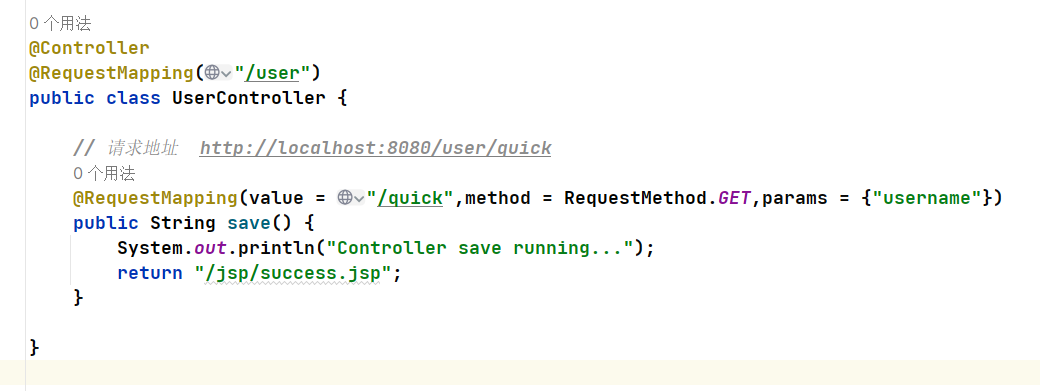 0 个用法
@Controller
@RequestMapping("/user")
public class UserController {
// 请求地址  http://localhost:8080/user/quick
0 个用法
@RequestMapping(value = "/quick",method = RequestMethod.GET,params = {"username"})
public String save() {
System.out.println("Controller save running...");
return "/jsp/success.jsp";
}
}